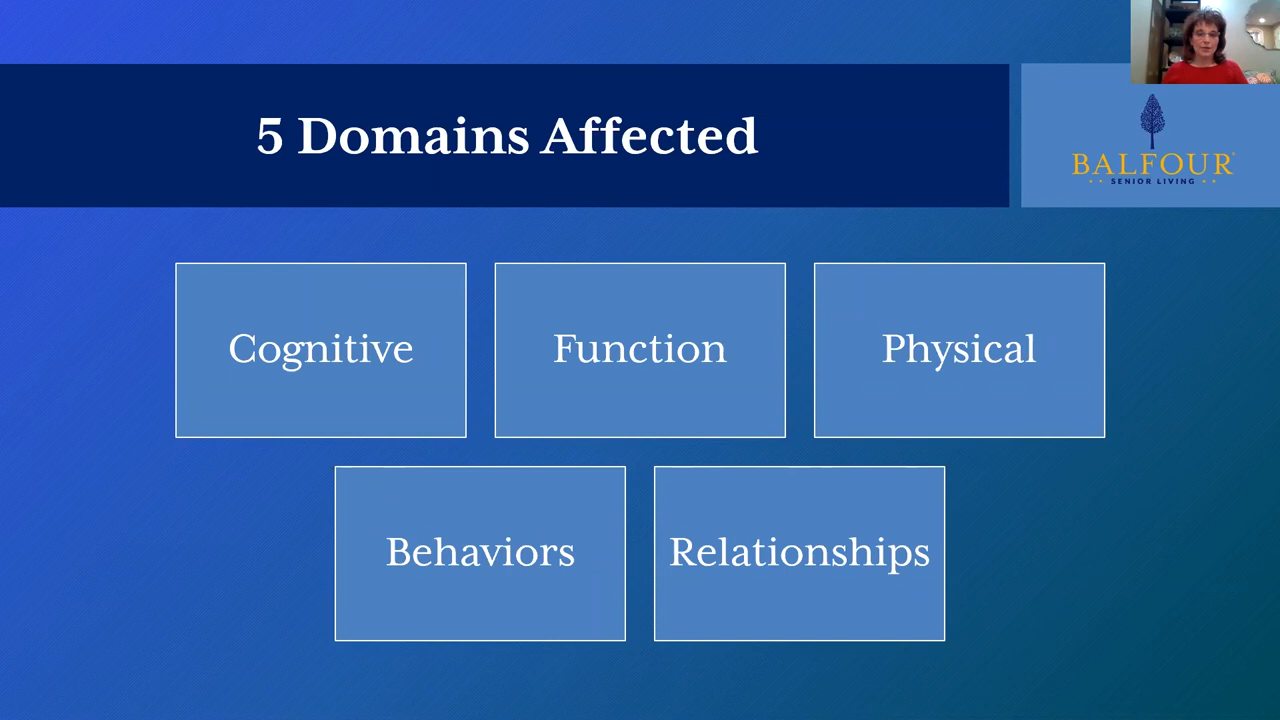 5 Domains Affected
BALFOUR
SENIOR LIVING
Cognitive
Function
Physical
Behaviors
Relationships